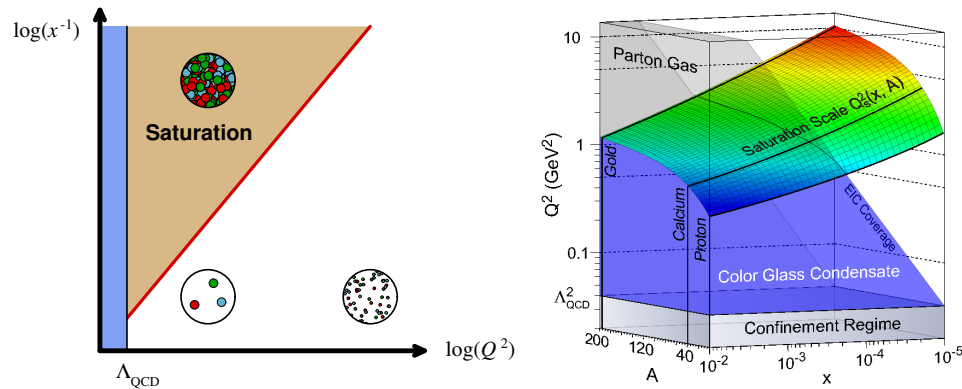 log(x⁻¹)
Saturation
log(Q²)
Λ_QCD
10
1
0.1
Q² (GeV²)
Λ²_QCD
Parton Gas
Saturation Scale Q²ₛ(x, A)
Gold
Calcium
Proton
EIC Coverage
Color Glass Condensate
Confinement Regime
200
120
40
A
10⁻²
10⁻³
10⁻⁴
10⁻⁵
x